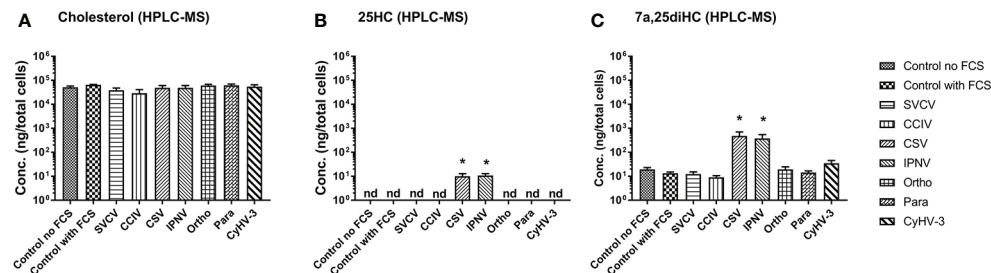 A Cholesterol (HPLC-MS)
Conc. (ng/total cells)
10⁶
10⁵
10⁴
10³
10²
10¹
10⁰
Control no FCS
Control with FCS
SVCV
CCIV
CSV
IPNV
Ortho
Para
CyHV-3
B 25HC (HPLC-MS)
Conc. (ng/total cells)
10⁶
10⁵
10⁴
10³
10²
10¹
10⁰
nd nd nd nd * * nd nd nd
Control no FCS
Control with FCS
SVCV
CCIV
CSV
IPNV
Ortho
Para
CyHV-3
C 7a,25diHC (HPLC-MS)
Conc. (ng/total cells)
10⁶
10⁵
10⁴
10³
10²
10¹
10⁰
* *
Control no FCS
Control with FCS
SVCV
CCIV
CSV
IPNV
Ortho
Para
CyHV-3
Control no FCS
Control with FCS
SVCV
CCIV
CSV
IPNV
Ortho
Para
CyHV-3